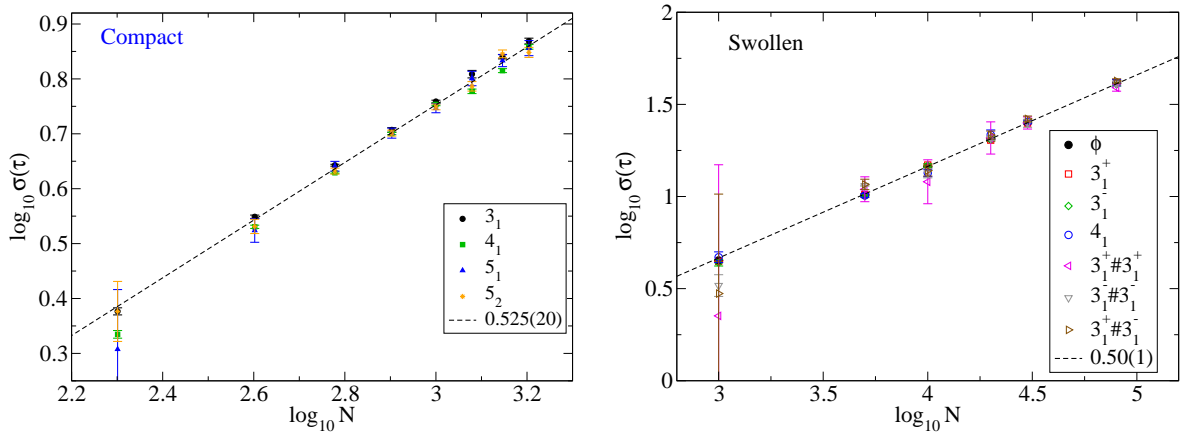 Compact
log₁₀ σ(τ)
0.9
0.8
0.7
0.6
0.5
0.4
0.3
2.2 2.4 2.6 2.8 3 3.2
log₁₀ N
3₁
4₁
5₁
5₂
0.525(20)
Swollen
log₁₀ σ(τ)
2
1.5
1
0.5
0
3 3.5 4 4.5 5
log₁₀ N
ϕ
3₁⁺
3₁⁻
4₁
3₁⁺#3₁⁺
3₁⁻#3₁⁻
3₁⁺#3₁⁻
0.50(1)